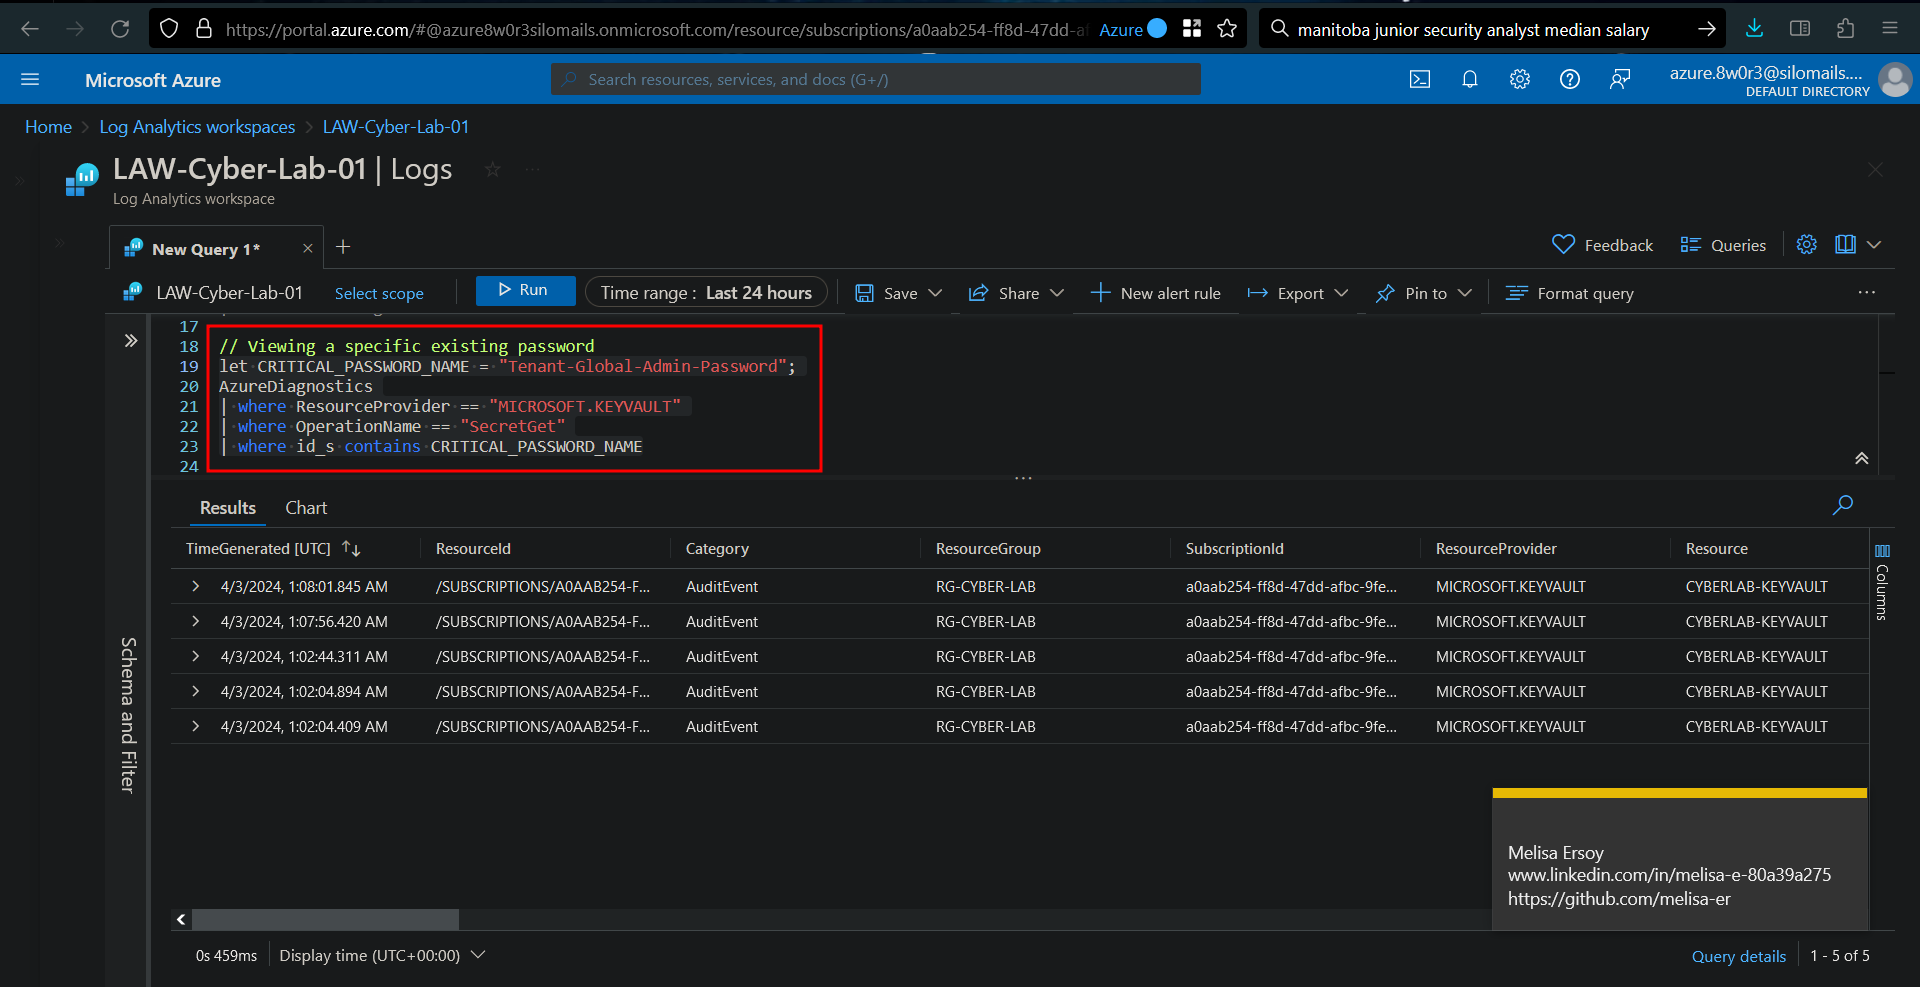 https://portal.azure.com/#@azure8w0r3silomails.onmicrosoft.com/resource/subscriptions/a0aab254-ff8d-47dd-af
Azure
manitoba junior security analyst median salary
Microsoft Azure
Search resources, services, and docs (G+/)
azure.8w0r3@silomails....
DEFAULT DIRECTORY
Home > Log Analytics workspaces > LAW-Cyber-Lab-01
LAW-Cyber-Lab-01 | Logs
Log Analytics workspace
New Query 1*
Feedback
Queries
LAW-Cyber-Lab-01
Select scope
Run
Time range : Last 24 hours
Save
Share
New alert rule
Export
Pin to
Format query
17
18 // Viewing a specific existing password
19 let CRITICAL_PASSWORD_NAME = "Tenant-Global-Admin-Password";
20 AzureDiagnostics
21 | where ResourceProvider == "MICROSOFT.KEYVAULT"
22 | where OperationName == "SecretGet"
23 | where id_s contains CRITICAL_PASSWORD_NAME
24
Schema and Filter
Results Chart
TimeGenerated [UTC] ResourceId Category ResourceGroup SubscriptionId ResourceProvider Resource
4/3/2024, 1:08:01.845 AM /SUBSCRIPTIONS/A0AAB254-F... AuditEvent RG-CYBER-LAB a0aab254-ff8d-47dd-afbc-9fe... MICROSOFT.KEYVAULT CYBERLAB-KEYVAULT
4/3/2024, 1:07:56.420 AM /SUBSCRIPTIONS/A0AAB254-F... AuditEvent RG-CYBER-LAB a0aab254-ff8d-47dd-afbc-9fe... MICROSOFT.KEYVAULT CYBERLAB-KEYVAULT
4/3/2024, 1:02:44.311 AM /SUBSCRIPTIONS/A0AAB254-F... AuditEvent RG-CYBER-LAB a0aab254-ff8d-47dd-afbc-9fe... MICROSOFT.KEYVAULT CYBERLAB-KEYVAULT
4/3/2024, 1:02:04.894 AM /SUBSCRIPTIONS/A0AAB254-F... AuditEvent RG-CYBER-LAB a0aab254-ff8d-47dd-afbc-9fe... MICROSOFT.KEYVAULT CYBERLAB-KEYVAULT
4/3/2024, 1:02:04.409 AM /SUBSCRIPTIONS/A0AAB254-F... AuditEvent RG-CYBER-LAB a0aab254-ff8d-47dd-afbc-9fe... MICROSOFT.KEYVAULT CYBERLAB-KEYVAULT
Columns
Melisa Ersoy
www.linkedin.com/in/melisa-e-80a39a275
https://github.com/melisa-er
0s 459ms
Display time (UTC+00:00)
Query details
1 - 5 of 5